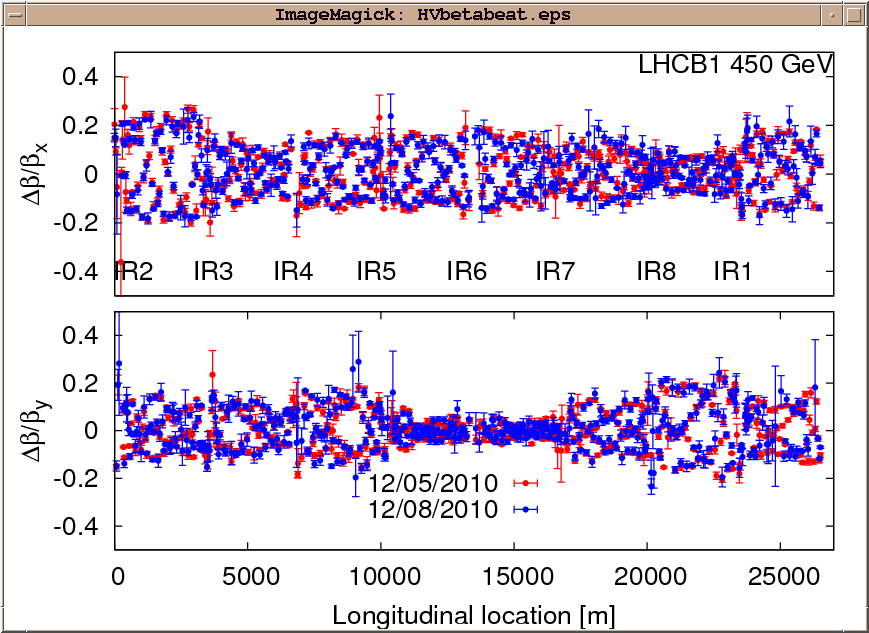 ImageMagick: HVbetabeat.eps
LHCB1 450 GeV
0.4
0.2
0
-0.2
-0.4
Δβ/βx
IR2 IR3 IR4 IR5 IR6 IR7 IR8 IR1
0.4
0.2
0
-0.2
-0.4
Δβ/βy
12/05/2010
12/08/2010
0 5000 10000 15000 20000 25000
Longitudinal location [m]